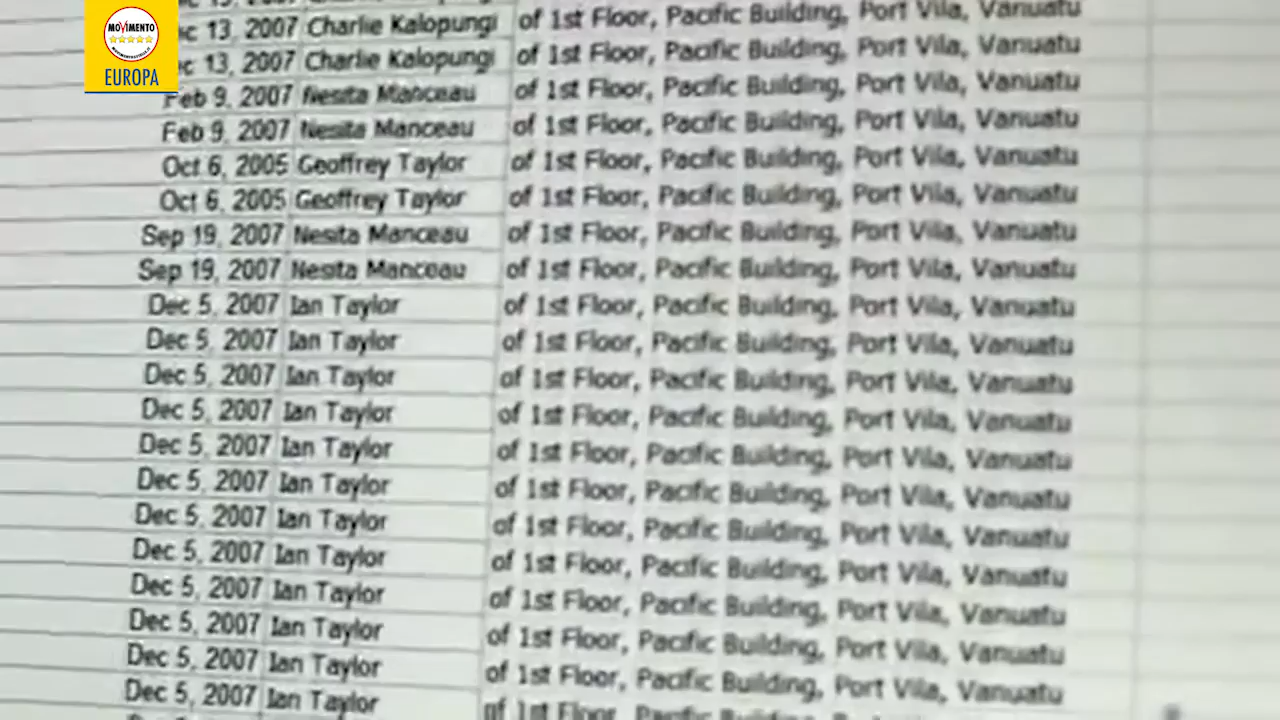 MOVIMENTO
EUROPA
c 13, 2007 Charlie Kalopungi of 1st Floor, Pacific Building, Port Vila, Vanuatu
c 13, 2007 Charlie Kalopungi of 1st Floor, Pacific Building, Port Vila, Vanuatu
Feb 9, 2007 Nesita Manceau of 1st Floor, Pacific Building, Port Vila, Vanuatu
Feb 9, 2007 Nesita Manceau of 1st Floor, Pacific Building, Port Vila, Vanuatu
Oct 6, 2005 Geoffrey Taylor of 1st Floor, Pacific Building, Port Vila, Vanuatu
Oct 6, 2005 Geoffrey Taylor of 1st Floor, Pacific Building, Port Vila, Vanuatu
Sep 19, 2007 Nesita Manceau of 1st Floor, Pacific Building, Port Vila, Vanuatu
Sep 19, 2007 Nesita Manceau of 1st Floor, Pacific Building, Port Vila, Vanuatu
Dec 5, 2007 Ian Taylor of 1st Floor, Pacific Building, Port Vila, Vanuatu
Dec 5, 2007 Ian Taylor of 1st Floor, Pacific Building, Port Vila, Vanuatu
Dec 5, 2007 Ian Taylor of 1st Floor, Pacific Building, Port Vila, Vanuatu
Dec 5, 2007 Ian Taylor of 1st Floor, Pacific Building, Port Vila, Vanuatu
Dec 5, 2007 Ian Taylor of 1st Floor, Pacific Building, Port Vila, Vanuatu
Dec 5, 2007 Ian Taylor of 1st Floor, Pacific Building, Port Vila, Vanuatu
Dec 5, 2007 Ian Taylor of 1st Floor, Pacific Building, Port Vila, Vanuatu
Dec 5, 2007 Ian Taylor of 1st Floor, Pacific Building, Port Vila, Vanuatu
Dec 5, 2007 Ian Taylor of 1st Floor, Pacific Building, Port Vila, Vanuatu
Dec 5, 2007 Ian Taylor of 1st Floor, Pacific Building, Port Vila, Vanuatu
Dec 5, 2007 Ian Taylor of 1st Floor, Pacific Building, Port Vila, Vanuatu
Dec 5, 2007 Ian Taylor of 1st Floor, Pacific Building,